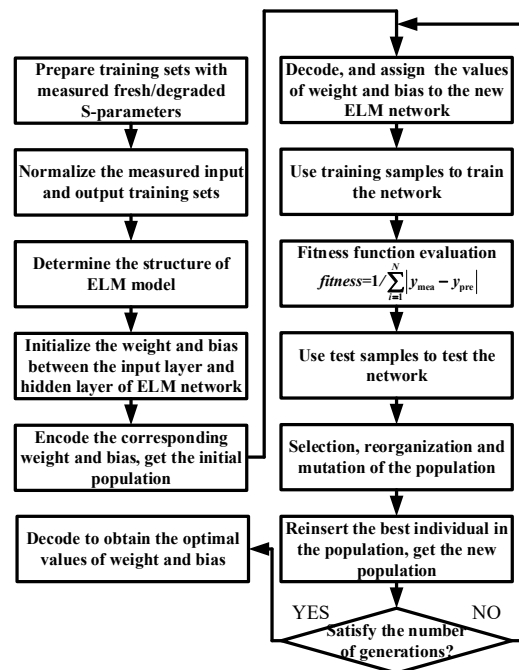 Prepare training sets with
measured fresh/degraded
S-parameters
Normalize the measured input
and output training sets
Determine the structure of
ELM model
Initialize the weight and bias
between the input layer and
hidden layer of ELM network
Encode the corresponding
weight and bias, get the initial
population
Decode to obtain the optimal
values of weight and bias
Decode, and assign the values
of weight and bias to the new
ELM network
Use training samples to train
the network
Fitness function evaluation
fitness=1/∑_{i=1}^{N}|y_mea − y_pre|
Use test samples to test the
network
Selection, reorganization and
mutation of the population
Reinsert the best individual in
the population, get the new
population
YES
NO
Satisfy the number
of generations?